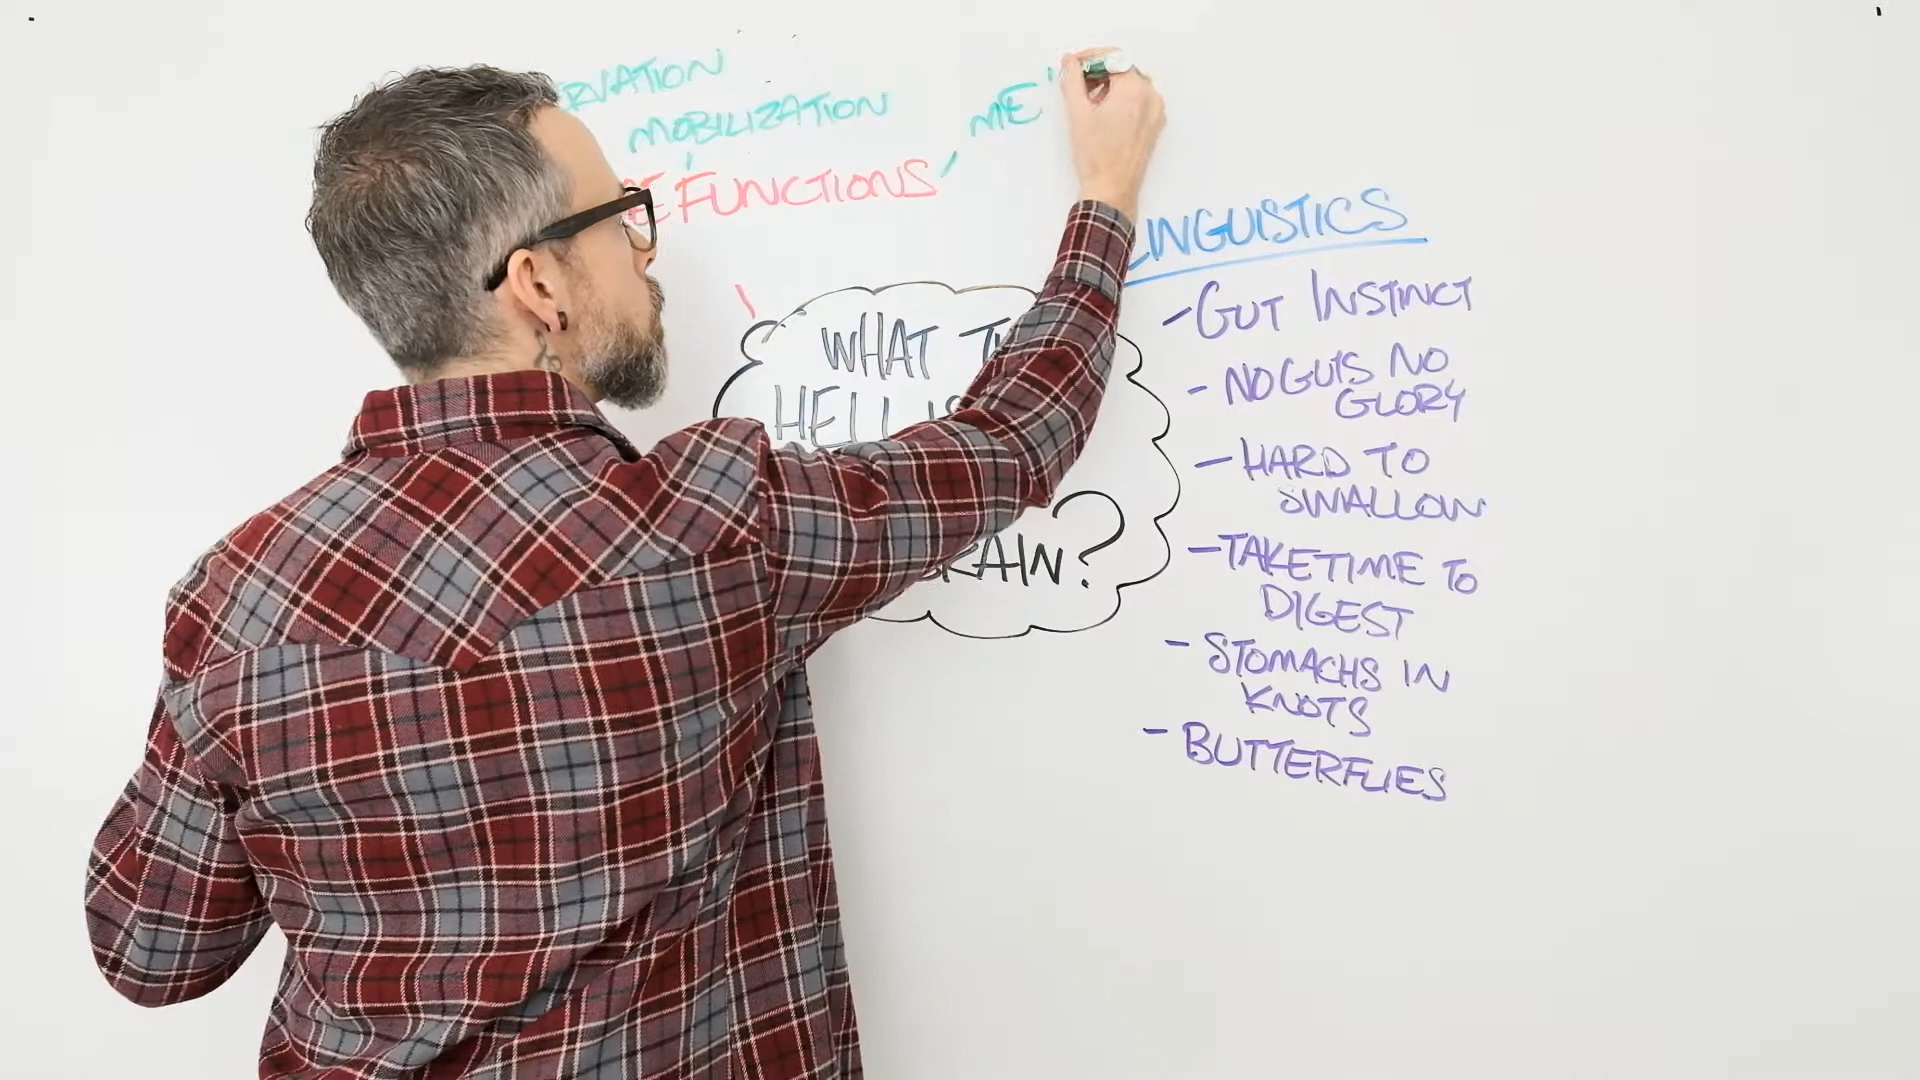 RVATION
MOBILIZATION
ME
E FUNCTIONS
INGUISTICS
- GUT INSTINCT
- NO GUTS NO
GLORY
- HARD TO
SWALLOW
- TAKE TIME TO
DIGEST
- STOMACHS IN
KNOTS
- BUTTERFLIES
WHAT T
HELL IS
RAIN?